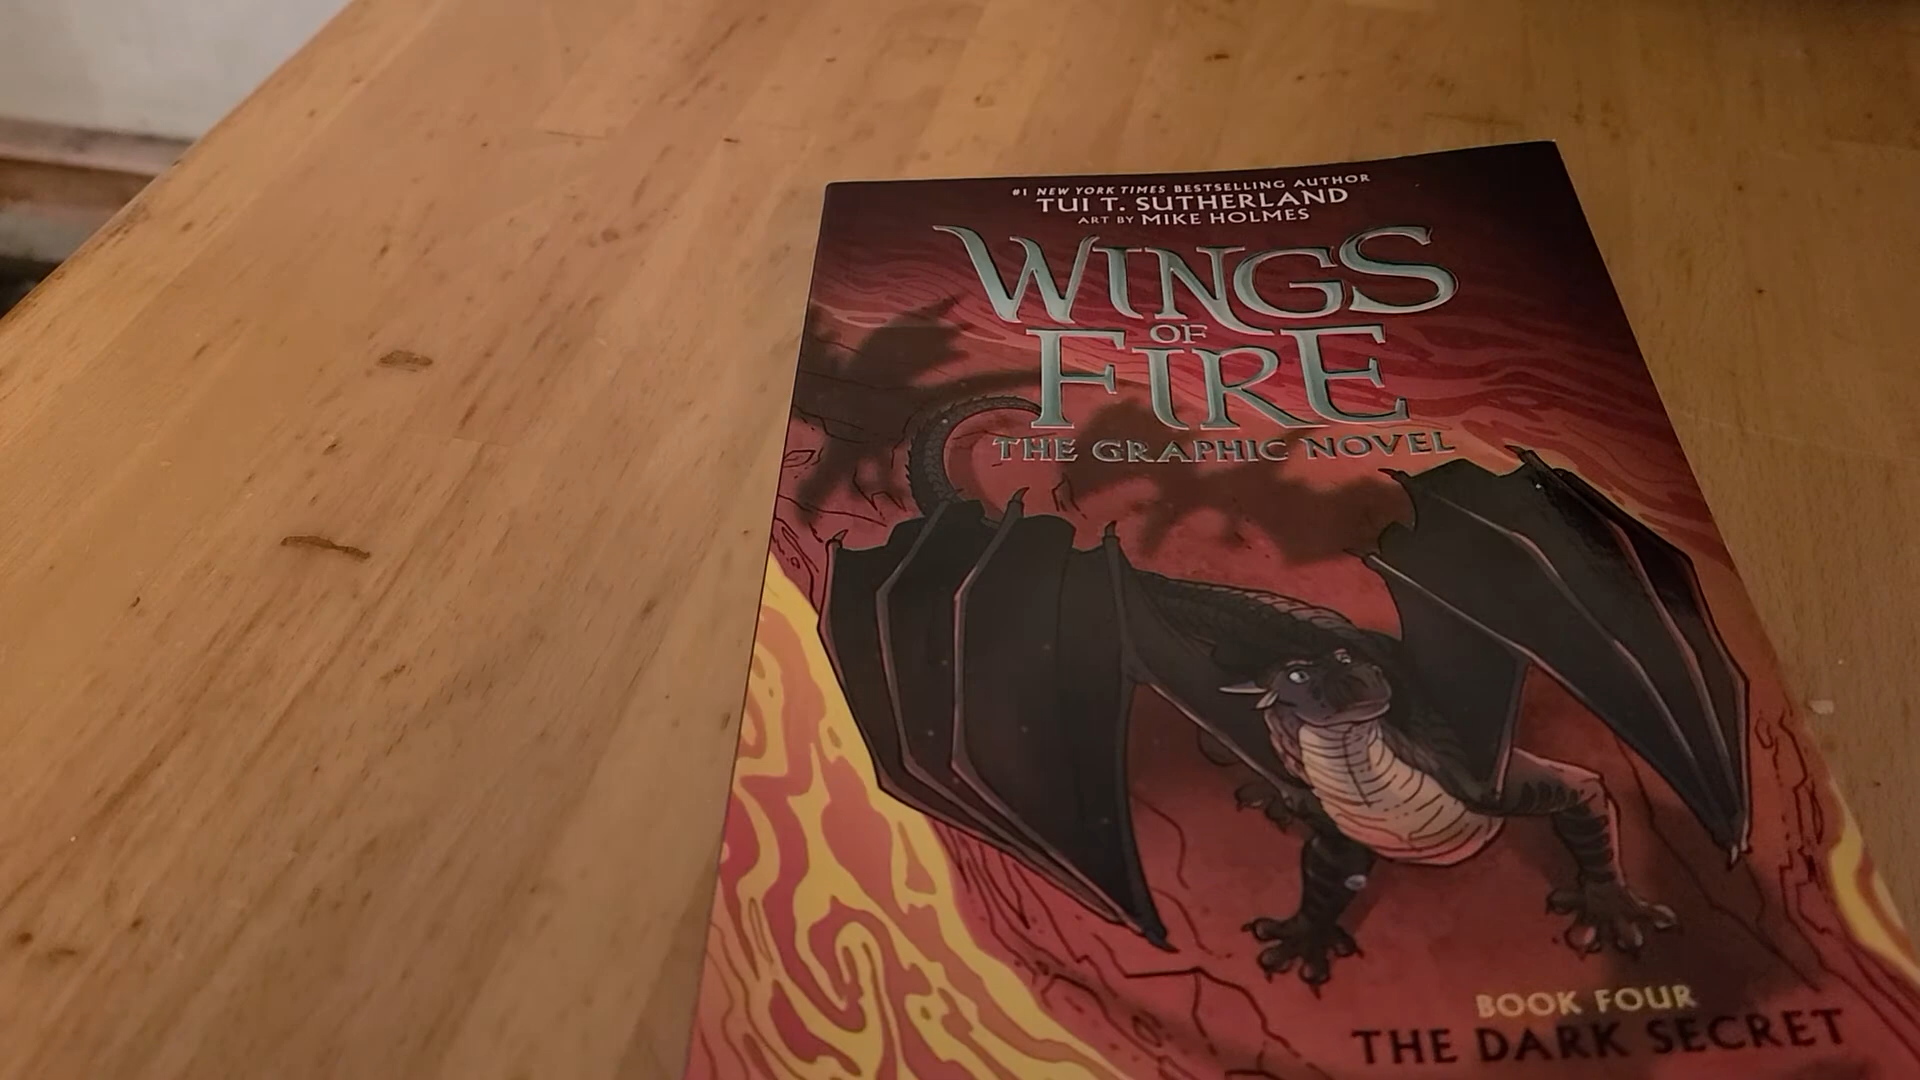 #1 NEW YORK TIMES BESTSELLING AUTHOR
TUI T. SUTHERLAND
ART BY MIKE HOLMES
WINGS
OF
FIRE
THE GRAPHIC NOVEL
BOOK FOUR
THE DARK SECRET